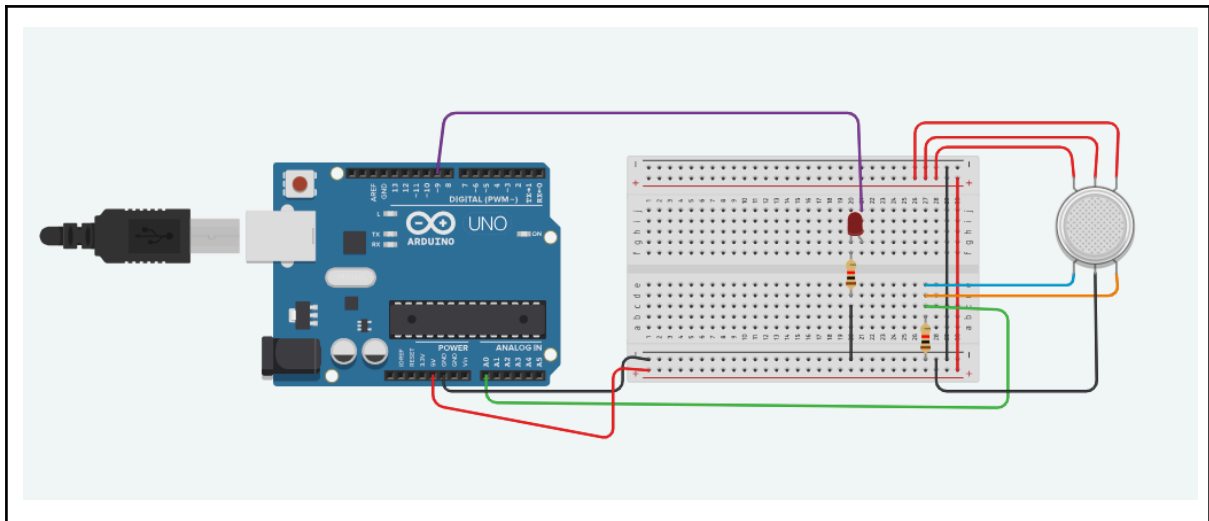 AREF
GND
13
12
~11
~10
~9
8
7
~6
~5
4
~3
2
TX→1
RX←0
DIGITAL (PWM~)
L
TX
RX
UNO
ARDUINO
ON
POWER
ANALOG IN
IOREF
RESET
3.3V
5V
GND
GND
Vin
A0
A1
A2
A3
A4
A5
- -
+ +
j
i
h
g
f
e
d
c
b
a
- -
+ +